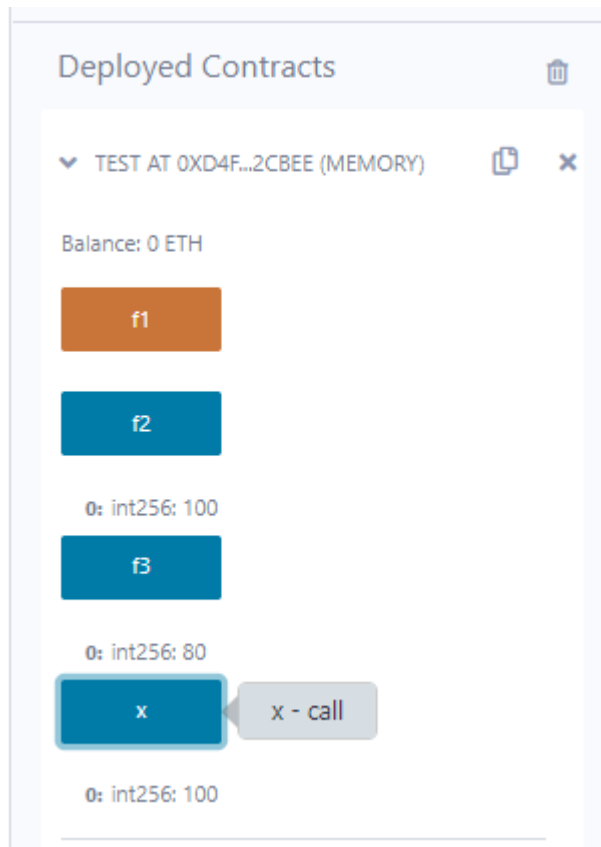 Deployed Contracts
TEST AT 0XD4F...2CBEE (MEMORY)
Balance: 0 ETH
f1
f2
0: int256: 100
f3
0: int256: 80
x
x - call
0: int256: 100